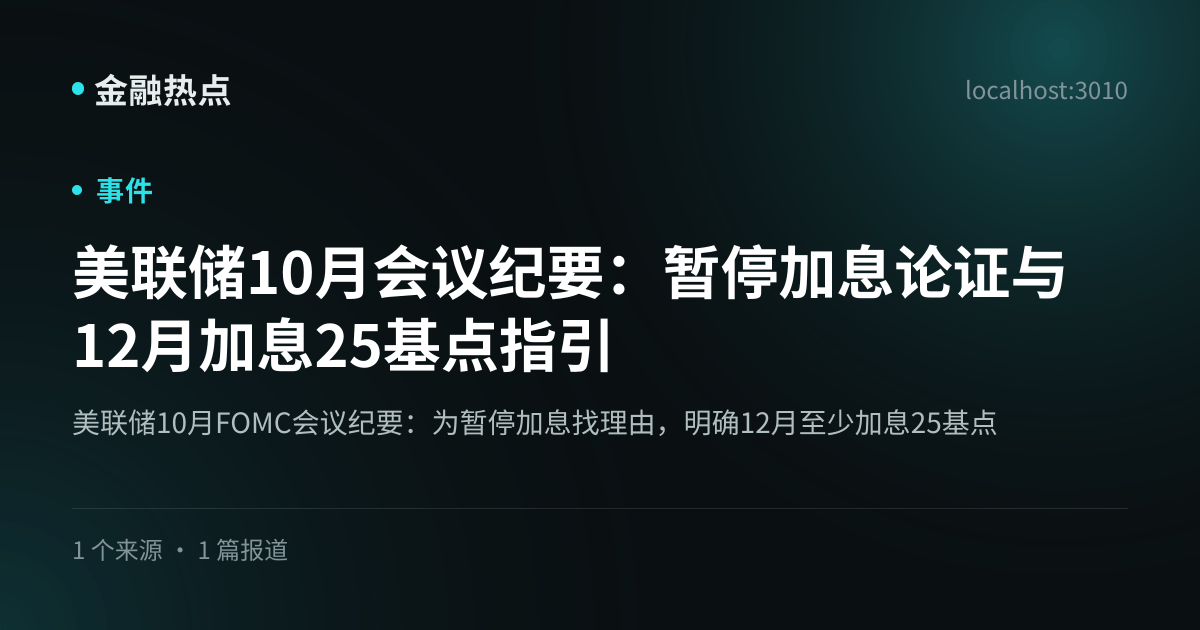 金融热点
localhost:3010
事件
美联储10月会议纪要：暂停加息论证与
12月加息25基点指引
美联储10月FOMC会议纪要：为暂停加息找理由，明确12月至少加息25基点
1 个来源 · 1 篇报道